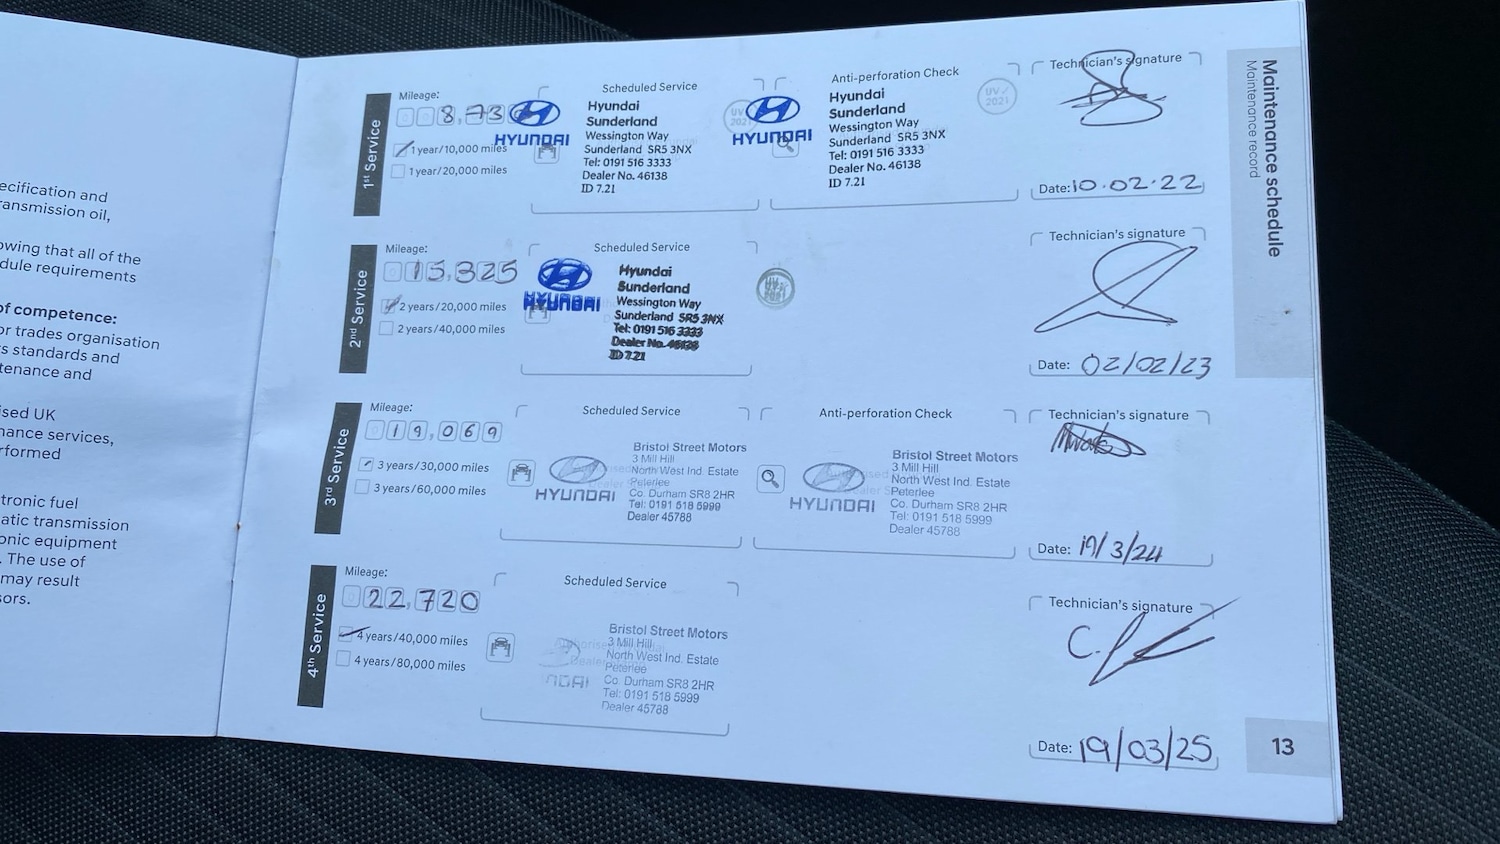 ecification and
ansmission oil,
owing that all of the
dule requirements
of competence:
or trades organisation
rs standards and
tenance and
ised UK
nance services,
rformed
tronic fuel
atic transmission
onic equipment
. The use of
may result
sors.
Maintenance schedule
Maintenance record
1st Service
Mileage:
1 year/10,000 miles
1 year/20,000 miles
Scheduled Service
HYUNDAI
Hyundai
Sunderland
Wessington Way
Sunderland SR5 3NX
Tel: 0191 516 3333
Dealer No. 46138
ID 7.21
UV
2021
Anti-perforation Check
HYUNDAI
Hyundai
Sunderland
Wessington Way
Sunderland SR5 3NX
Tel: 0191 516 3333
Dealer No. 46138
ID 7.21
UV✓
2021
Technician's signature
Date: 10.02.22
2nd Service
Mileage:
15,325
2 years/20,000 miles
2 years/40,000 miles
Scheduled Service
HYUNDAI
Hyundai
Sunderland
Wessington Way
Sunderland SR5 3NX
Tel: 0191 516 3333
Dealer No. 46138
ID 7.21
Technician's signature
Date: 02/02/23
3rd Service
Mileage:
19,069
3 years/30,000 miles
3 years/60,000 miles
Scheduled Service
HYUNDAI
Bristol Street Motors
3 Mill Hill
North West Ind. Estate
Peterlee
Co. Durham SR8 2HR
Tel: 0191 518 5999
Dealer 45788
Anti-perforation Check
HYUNDAI
Bristol Street Motors
3 Mill Hill
North West Ind. Estate
Peterlee
Co. Durham SR8 2HR
Tel: 0191 518 5999
Dealer 45788
Technician's signature
Date: 19/3/24
4th Service
Mileage:
22,720
4 years/40,000 miles
4 years/80,000 miles
Scheduled Service
Bristol Street Motors
3 Mill Hill
North West Ind. Estate
Peterlee
Co. Durham SR8 2HR
Tel: 0191 518 5999
Dealer 45788
Technician's signature
Date: 19/03/25
13